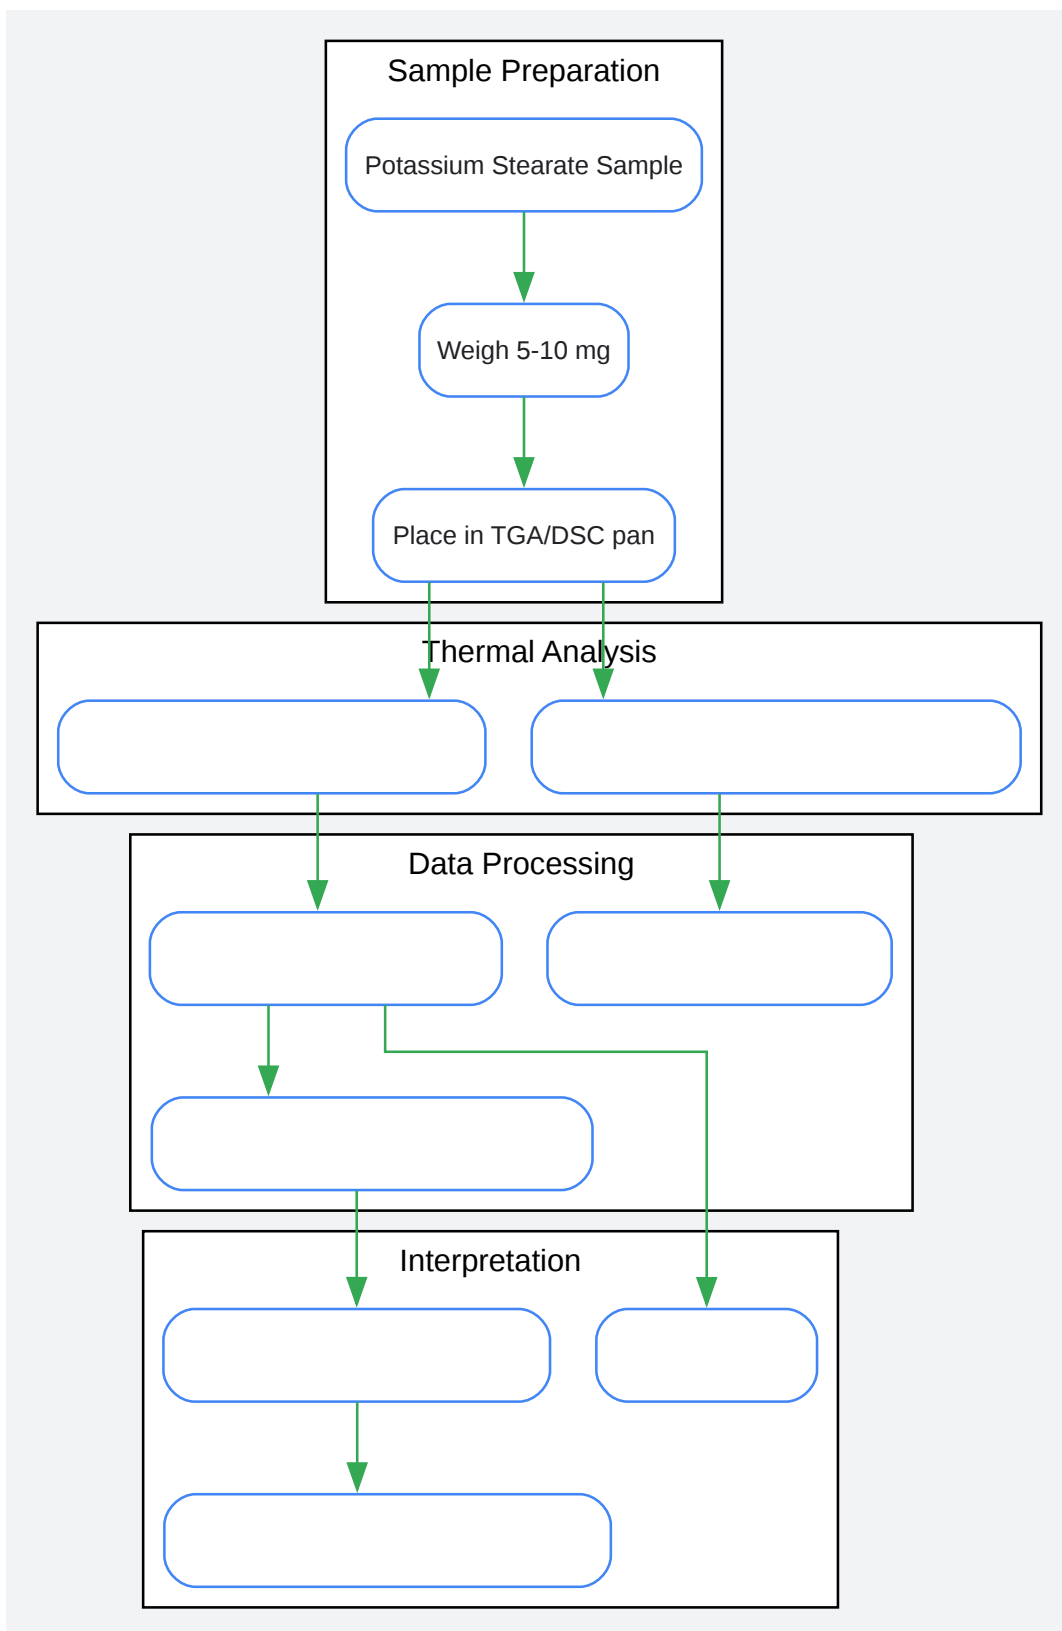 Sample Preparation
Potassium Stearate Sample
Weigh 5-10 mg
Place in TGA/DSC pan
Thermal Analysis
Data Processing
Interpretation